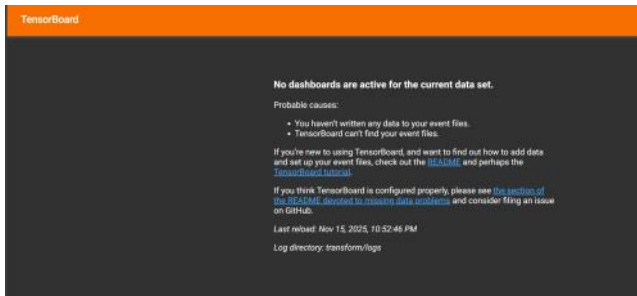 TensorBoard
No dashboards are active for the current data set.
Probable causes:
• You haven't written any data to your event files.
• TensorBoard can't find your event files.
If you're new to using TensorBoard, and want to find out how to add data
and set up your event files, check out the README and perhaps the
TensorBoard tutorial.
If you think TensorBoard is configured properly, please see the section of
the README devoted to missing data problems and consider filing an issue
on GitHub.
Last reload: Nov 15, 2025, 10:52:46 PM
Log directory: transform/logs